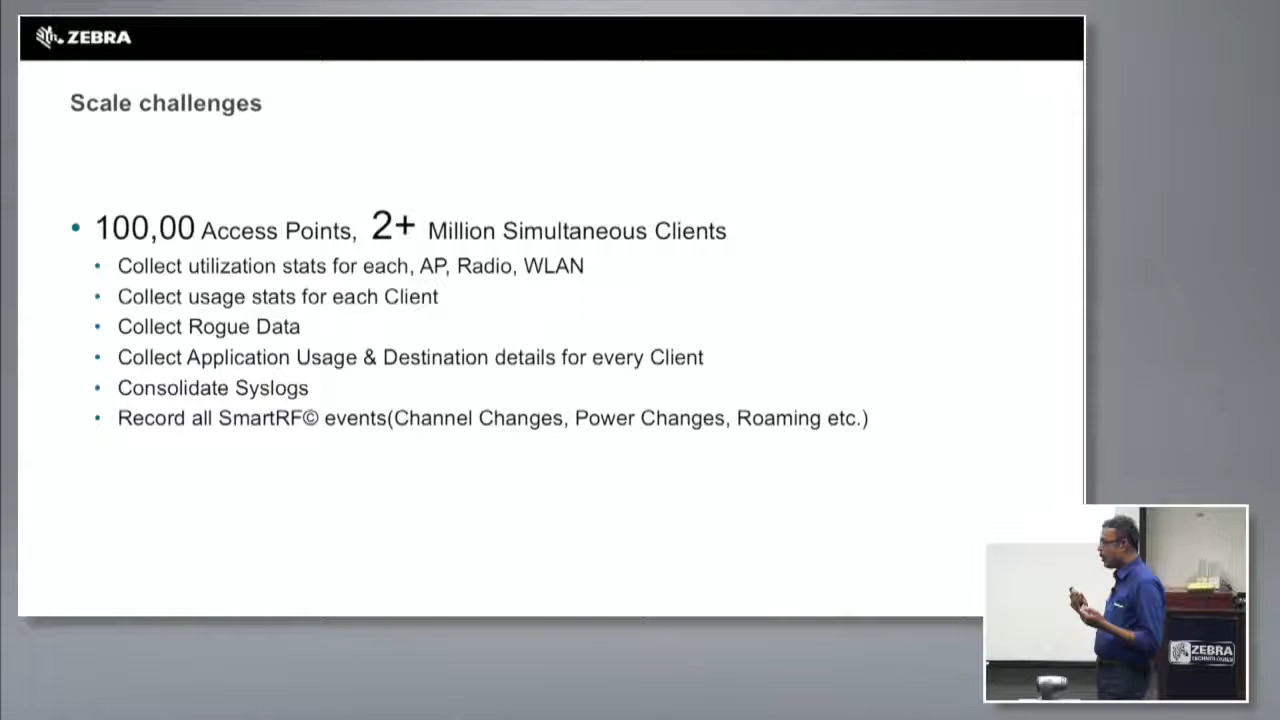 ZEBRA
Scale challenges
• 100,00 Access Points, 2+ Million Simultaneous Clients
• Collect utilization stats for each, AP, Radio, WLAN
• Collect usage stats for each Client
• Collect Rogue Data
• Collect Application Usage & Destination details for every Client
• Consolidate Syslogs
• Record all SmartRF© events(Channel Changes, Power Changes, Roaming etc.)
ZEBRA
TECHNOLOGIES